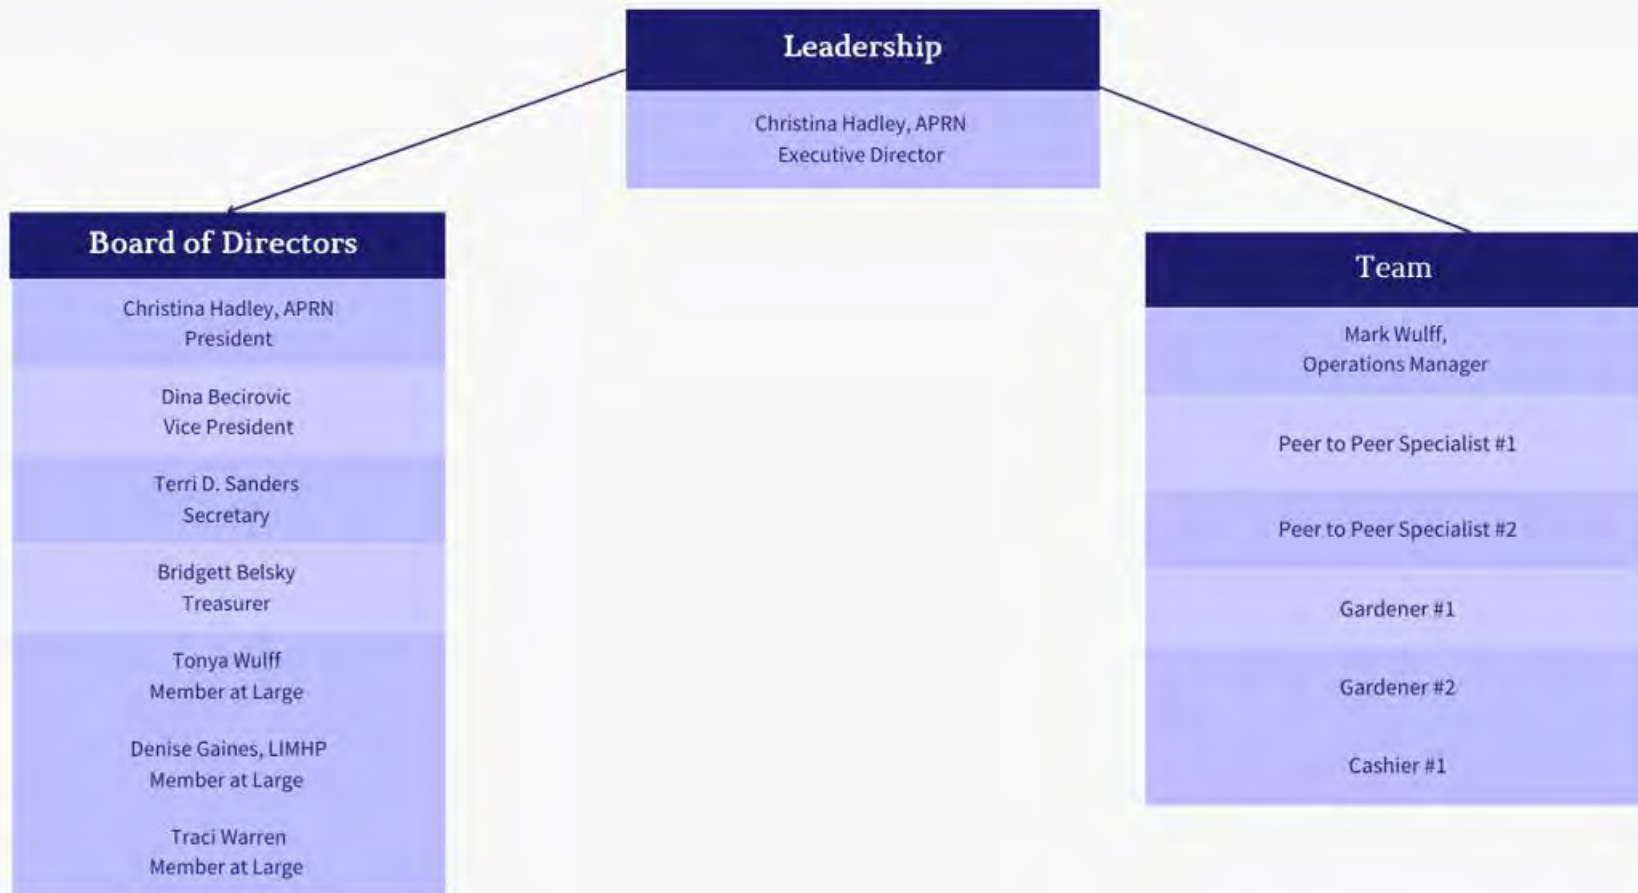 Leadership
Christina Hadley, APRN
Executive Director
Board of Directors
Christina Hadley, APRN
President
Dina Becirovic
Vice President
Terri D. Sanders
Secretary
Bridgett Belsky
Treasurer
Tonya Wulff
Member at Large
Denise Gaines, LIMHP
Member at Large
Traci Warren
Member at Large
Team
Mark Wulff,
Operations Manager
Peer to Peer Specialist #1
Peer to Peer Specialist #2
Gardener #1
Gardener #2
Cashier #1